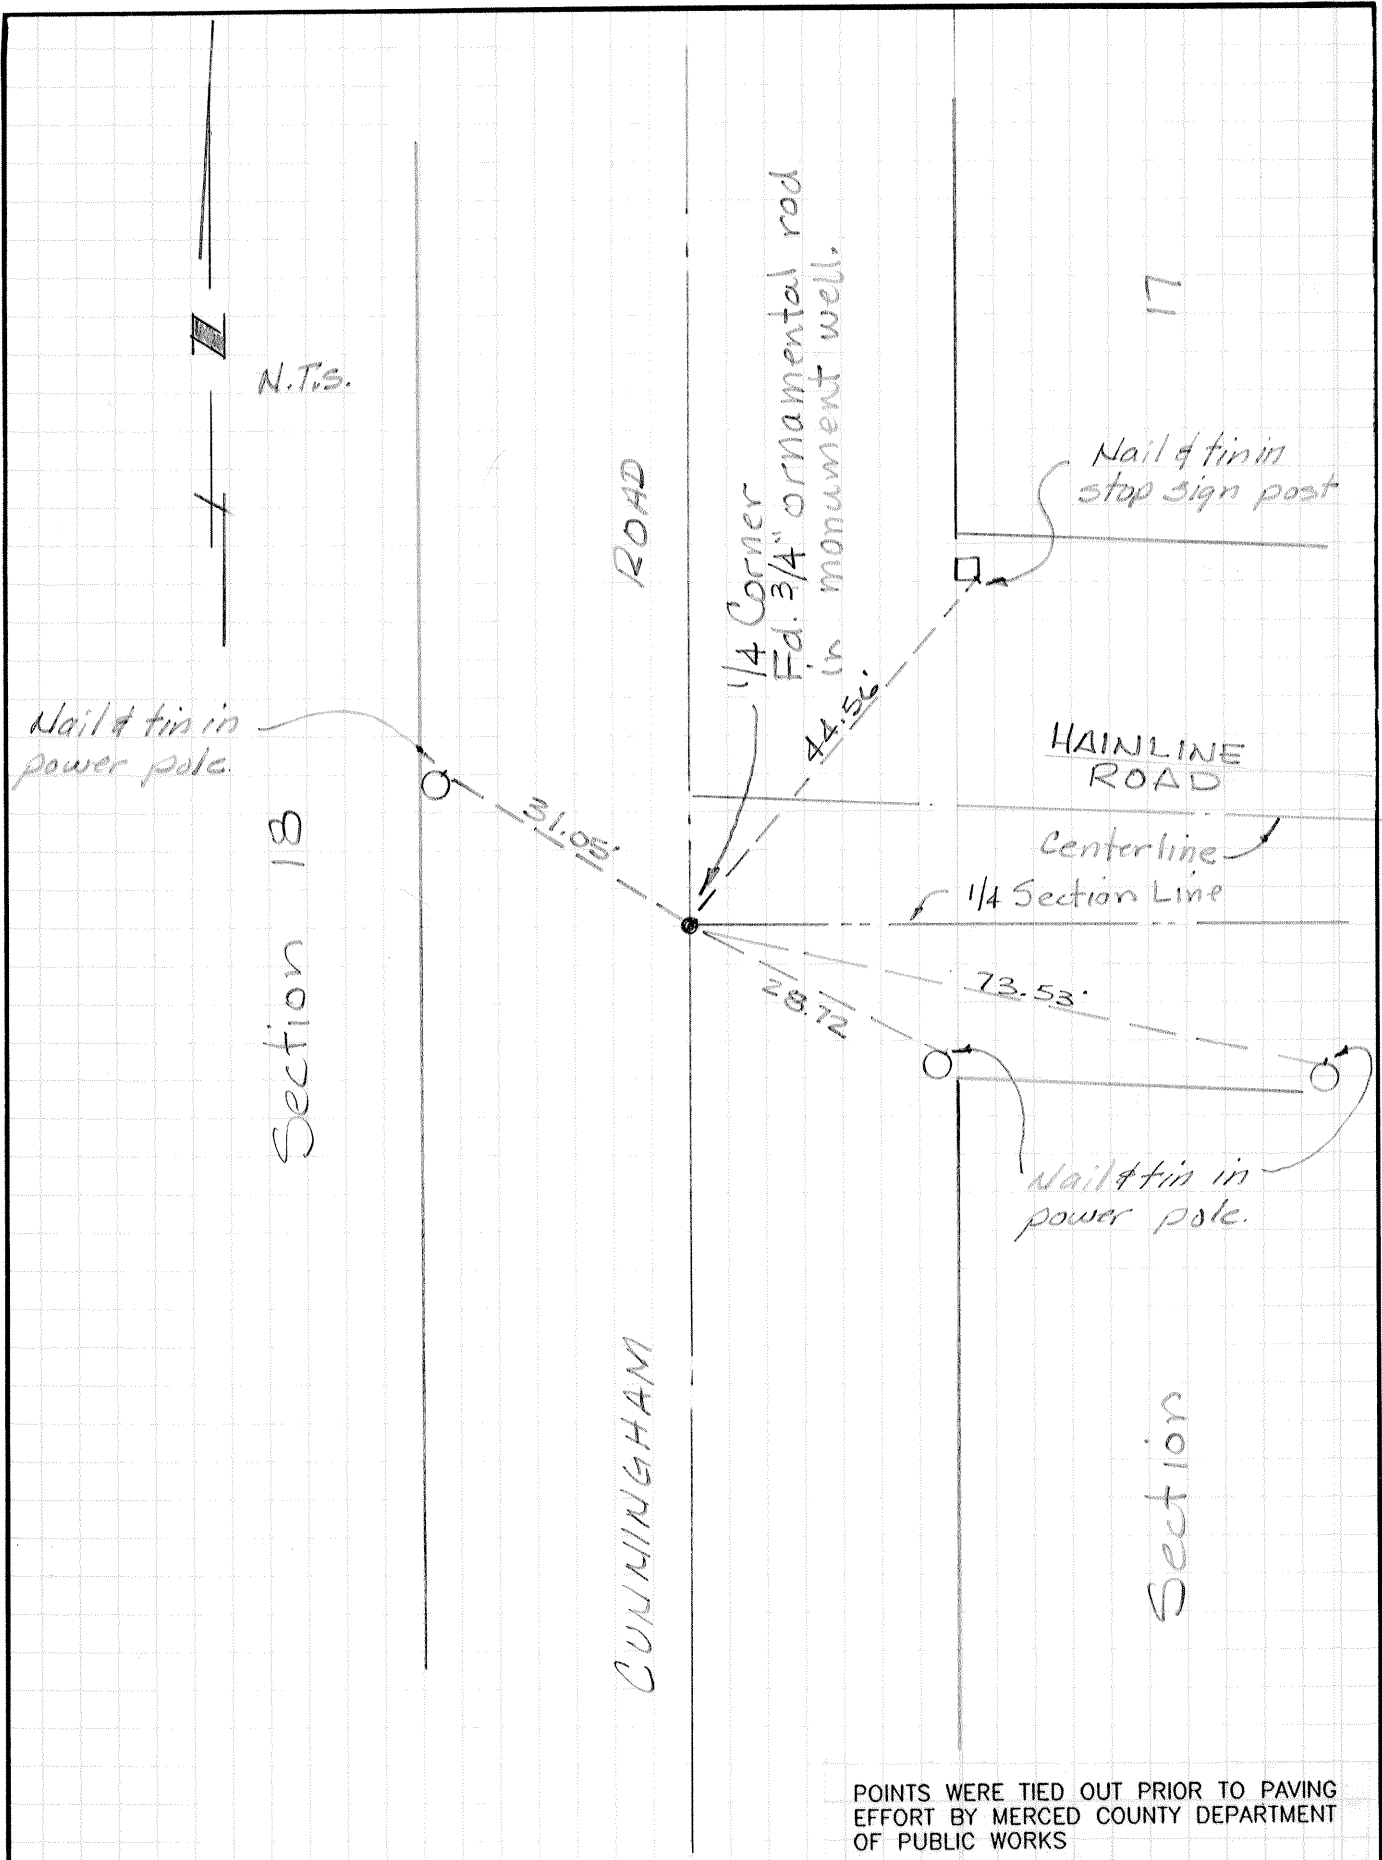 N
N.T.S.
ROAD
1/4 Corner
Fd. 3/4" ornamental rod
in monument well.
17
Nail & tin in
stop sign post
44.56'
Nail & tin in
power pole.
31.05'
HAINLINE
ROAD
Centerline
1/4 Section Line
Section 18
73.53'
28.72
Nail & tin in
power pole.
CUNNINGHAM
Section
POINTS WERE TIED OUT PRIOR TO PAVING
EFFORT BY MERCED COUNTY DEPARTMENT
OF PUBLIC WORKS